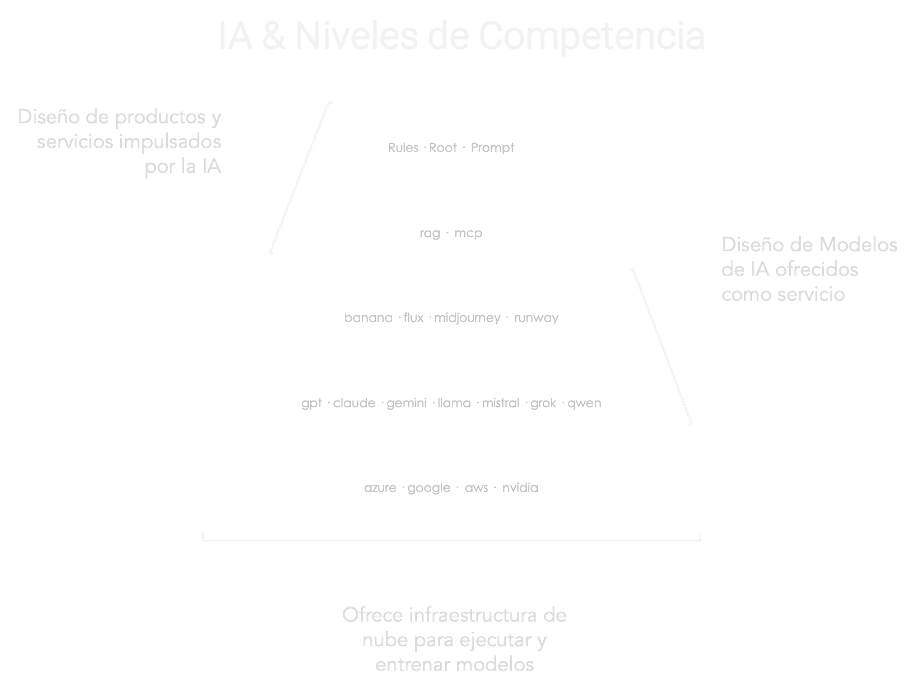 IA & Niveles de Competencia
Diseño de productos y
servicios impulsados
por la IA
Rules · Root · Prompt
rag · mcp
Diseño de Modelos
de IA ofrecidos
como servicio
banana · flux · midjourney · runway
gpt · claude · gemini · llama · mistral · grok · qwen
azure · google · aws · nvidia
Ofrece infraestructura de
nube para ejecutar y
entrenar modelos